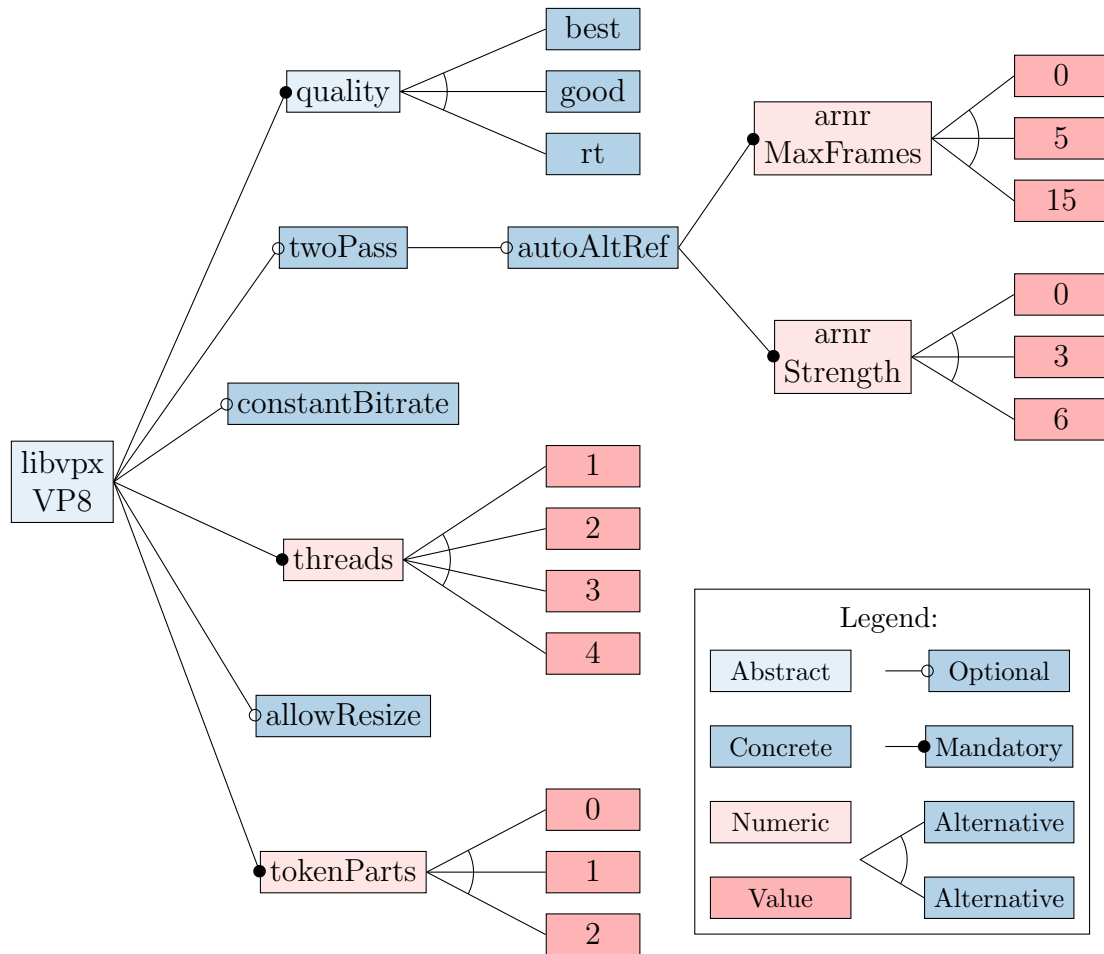 best
quality
good
rt
arnr
MaxFrames
0
5
15
twoPass
autoAltRef
arnr
Strength
0
3
6
constantBitrate
libvpx
VP8
threads
1
2
3
4
allowResize
tokenParts
0
1
2
Legend:
Abstract
Optional
Concrete
Mandatory
Numeric
Alternative
Value
Alternative